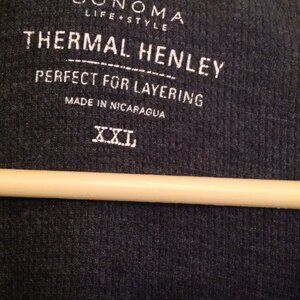 SONOMA
LIFE+STYLE
THERMAL HENLEY
PERFECT FOR LAYERING
MADE IN NICARAGUA
XXL